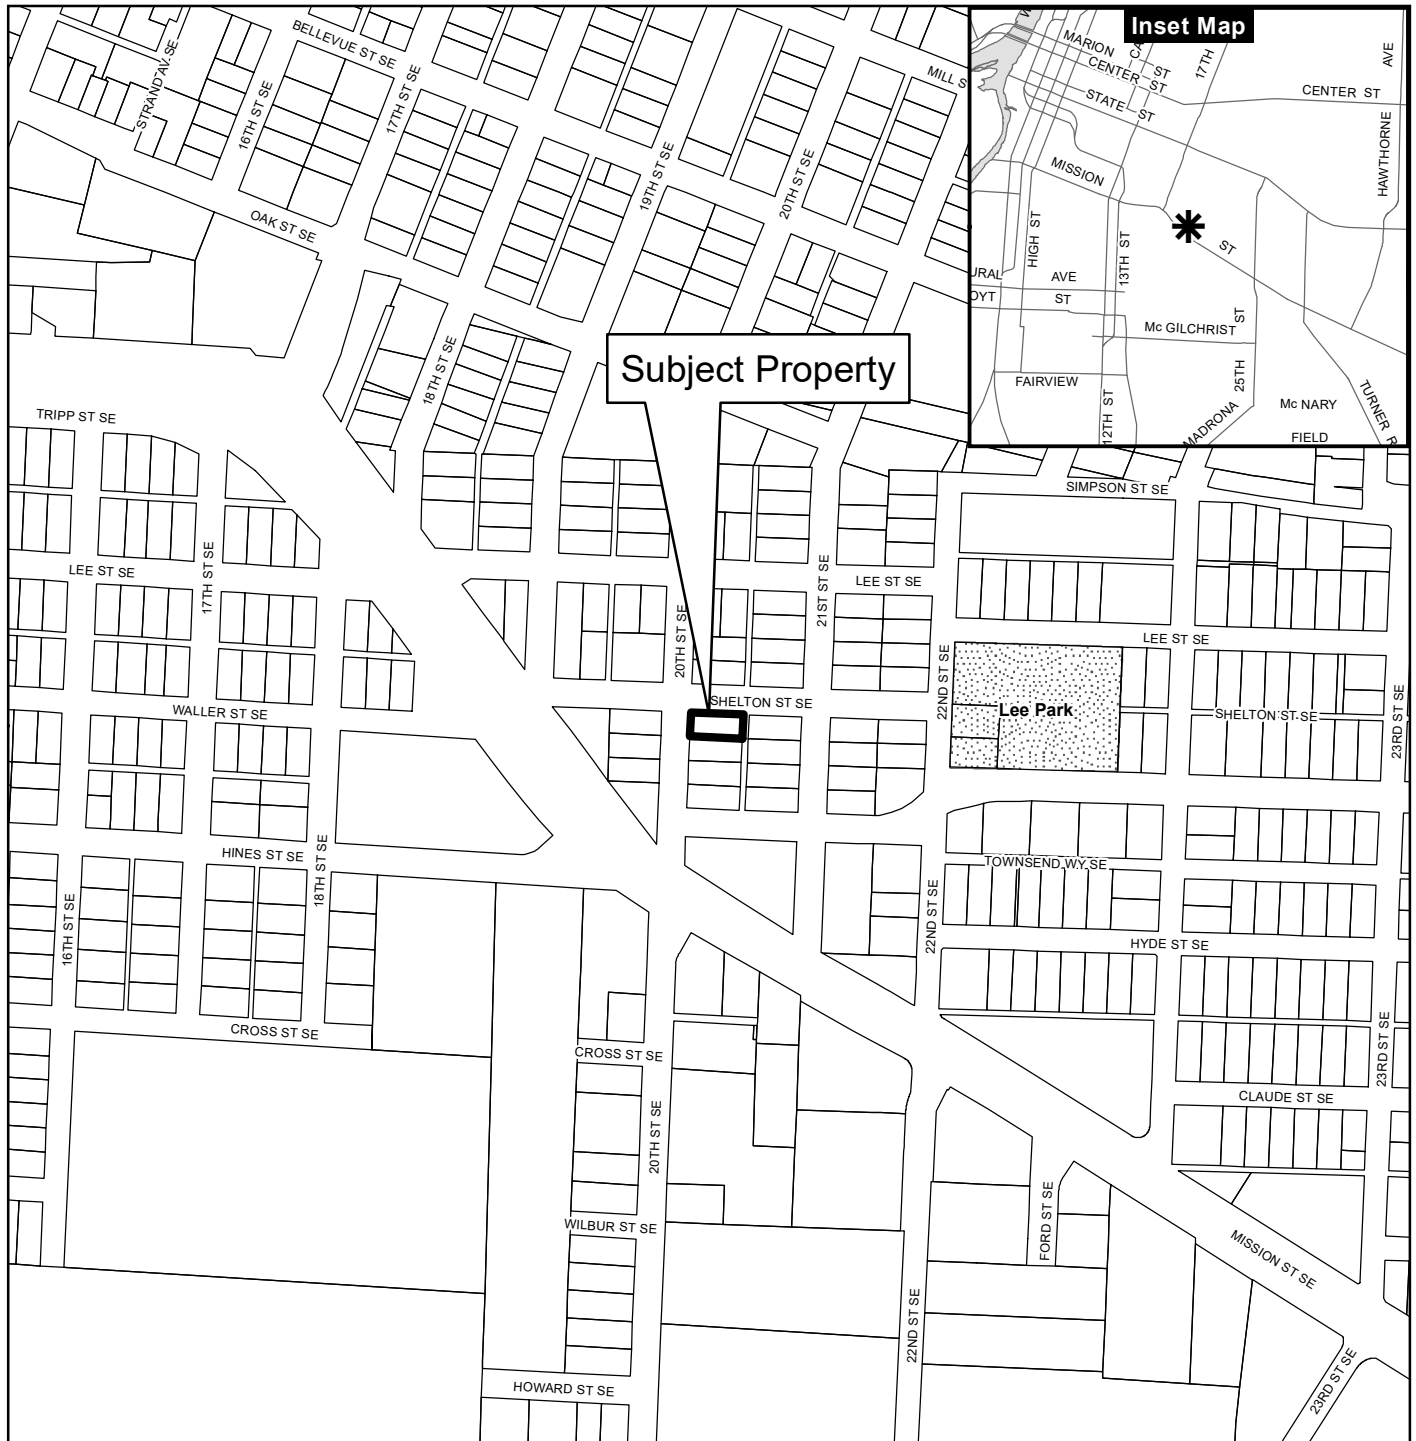 BELLEVUE ST SE
STRAND AV SE
16TH ST SE
17TH ST SE
MILL S
19TH ST SE
20TH ST SE
OAK ST SE
18TH ST SE
Inset Map
MARION ST
CENTER ST
CA
17TH
STATE ST
CENTER ST
AVE
HAWTHORNE
MISSION
ST
HIGH ST
13TH ST
URAL AVE
OYT ST
Mc GILCHRIST
ST
25TH
FAIRVIEW
12TH ST
MADRONA
Mc NARY
FIELD
TURNER R
Subject Property
TRIPP ST SE
SIMPSON ST SE
LEE ST SE
17TH ST SE
20TH ST SE
21ST ST SE
LEE ST SE
LEE ST SE
22ND ST SE
SHELTON ST SE
Lee Park
SHELTON ST SE
23RD ST SE
WALLER ST SE
HINES ST SE
18TH ST SE
TOWNSEND WY SE
16TH ST SE
22ND ST SE
HYDE ST SE
CROSS ST SE
CROSS ST SE
23RD ST SE
CLAUDE ST SE
20TH ST SE
WILBUR ST SE
FORD ST SE
MISSION ST SE
22ND ST SE
HOWARD ST SE
23RD ST SE